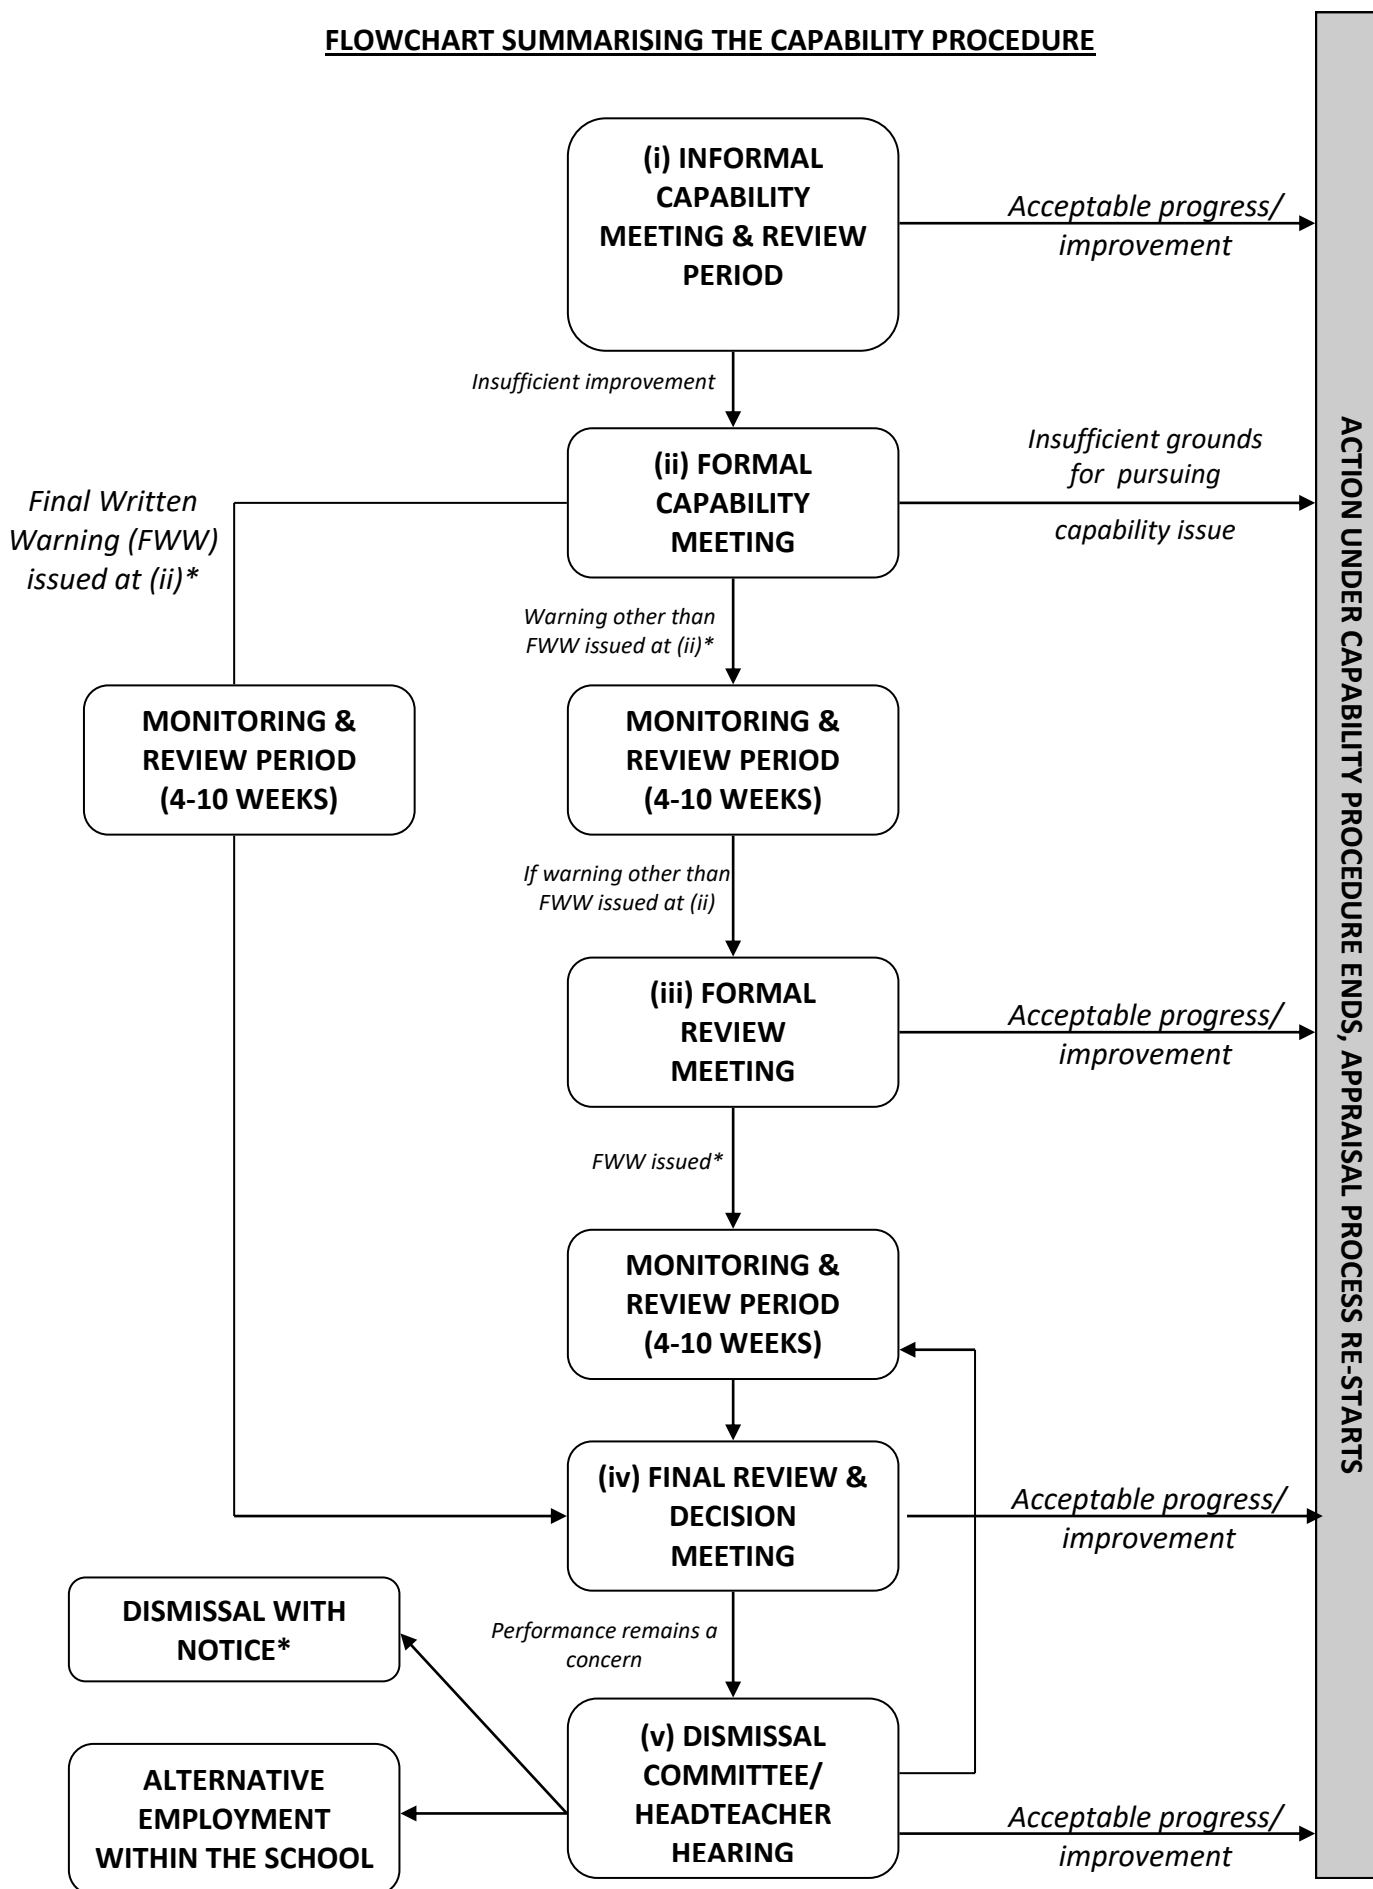 FLOWCHART SUMMARISING THE CAPABILITY PROCEDURE
(i) INFORMAL
CAPABILITY
MEETING & REVIEW
PERIOD
Acceptable progress/
improvement
Insufficient improvement
(ii) FORMAL
CAPABILITY
MEETING
Insufficient grounds
for pursuing
capability issue
Final Written
Warning (FWW)
issued at (ii)*
Warning other than
FWW issued at (ii)*
MONITORING &
REVIEW PERIOD
(4-10 WEEKS)
MONITORING &
REVIEW PERIOD
(4-10 WEEKS)
If warning other than
FWW issued at (ii)
(iii) FORMAL
REVIEW
MEETING
Acceptable progress/
improvement
FWW issued*
MONITORING &
REVIEW PERIOD
(4-10 WEEKS)
(iv) FINAL REVIEW &
DECISION
MEETING
Acceptable progress/
improvement
DISMISSAL WITH
NOTICE*
Performance remains a
concern
(v) DISMISSAL
COMMITTEE/
HEADTEACHER
HEARING
ALTERNATIVE
EMPLOYMENT
WITHIN THE SCHOOL
Acceptable progress/
improvement
ACTION UNDER CAPABILITY PROCEDURE ENDS, APPRAISAL PROCESS RE-STARTS